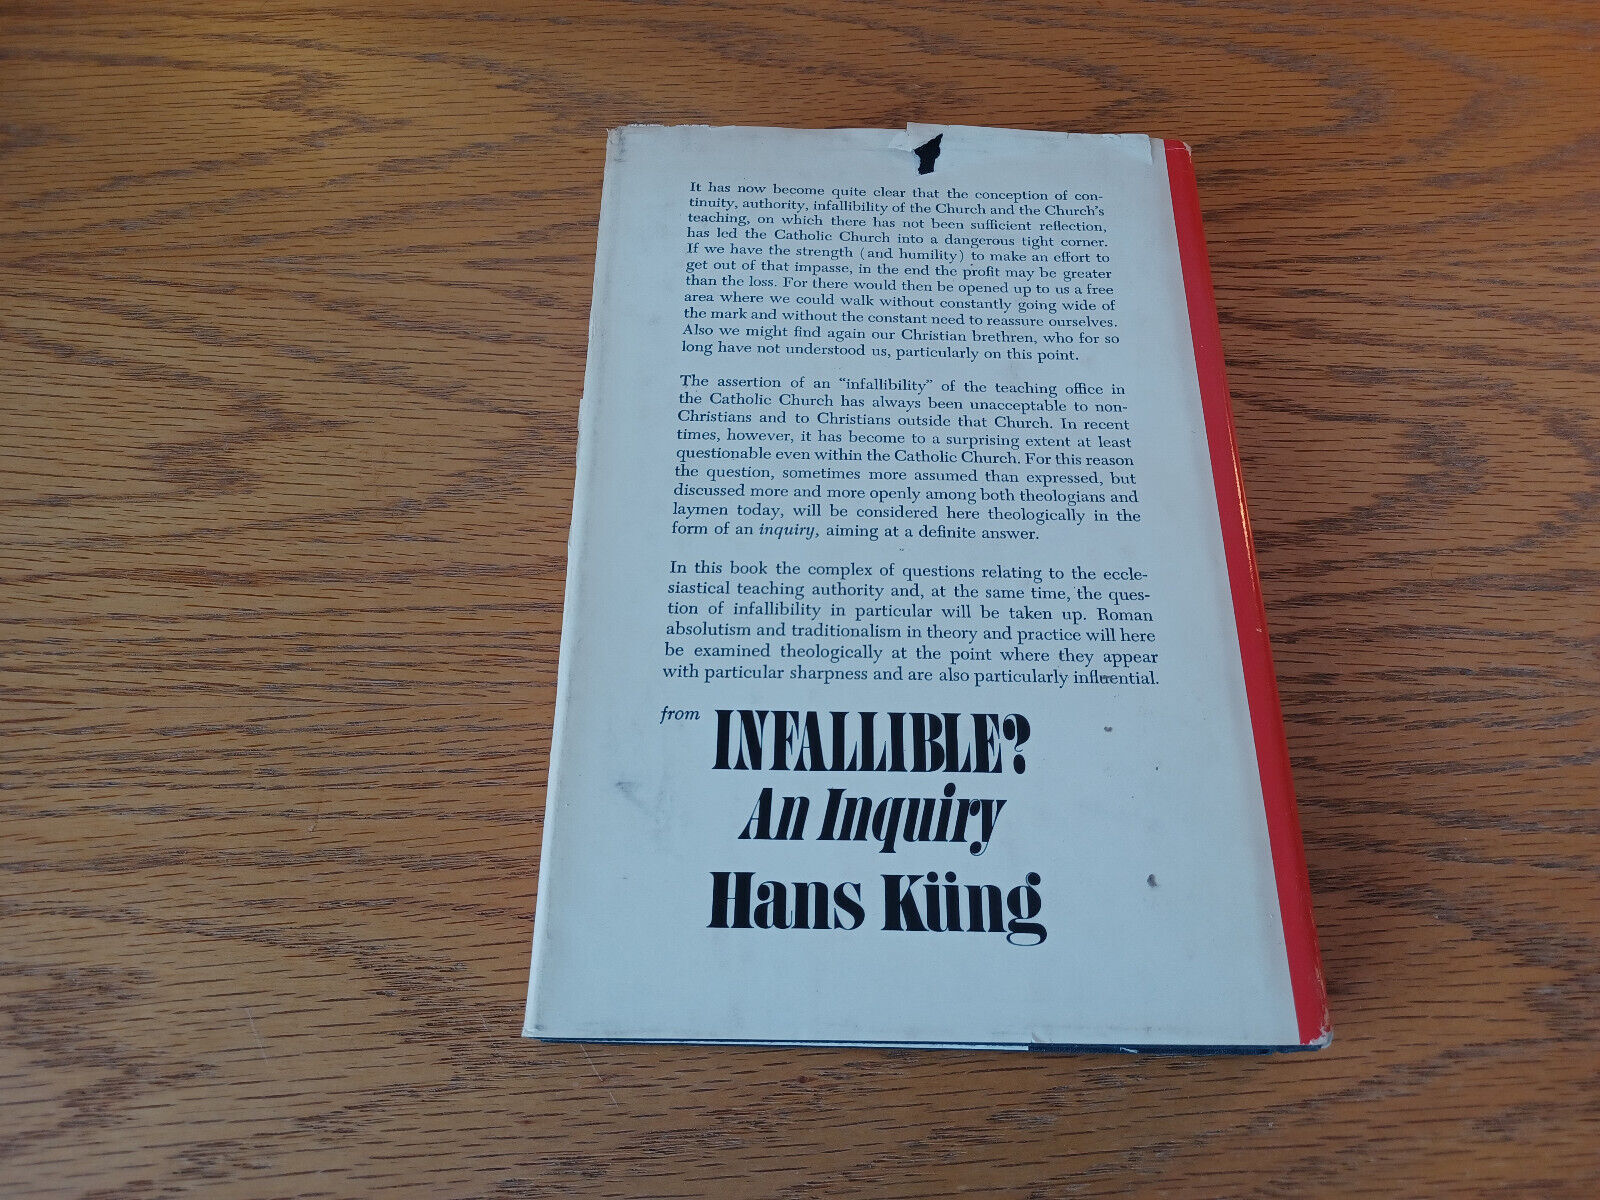 It has now become quite clear that the conception of con-
tinuity, authority, infallibility of the Church and the Church's
teaching, on which there has not been sufficient reflection,
has led the Catholic Church into a dangerous tight corner.
If we have the strength (and humility) to make an effort to
get out of that impasse, in the end the profit may be greater
than the loss. For there would then be opened up to us a free
area where we could walk without constantly going wide of
the mark and without the constant need to reassure ourselves.
Also we might find again our Christian brethren, who for so
long have not understood us, particularly on this point.
The assertion of an “infallibility” of the teaching office in
the Catholic Church has always been unacceptable to non-
Christians and to Christians outside that Church. In recent
times, however, it has become to a surprising extent at least
questionable even within the Catholic Church. For this reason
the question, sometimes more assumed than expressed, but
discussed more and more openly among both theologians and
laymen today, will be considered here theologically in the
form of an inquiry, aiming at a definite answer.
In this book the complex of questions relating to the eccle-
siastical teaching authority and, at the same time, the ques-
tion of infallibility in particular will be taken up. Roman
absolutism and traditionalism in theory and practice will here
be examined theologically at the point where they appear
with particular sharpness and are also particularly influential.
from INFALLIBLE?
An Inquiry
Hans Küng